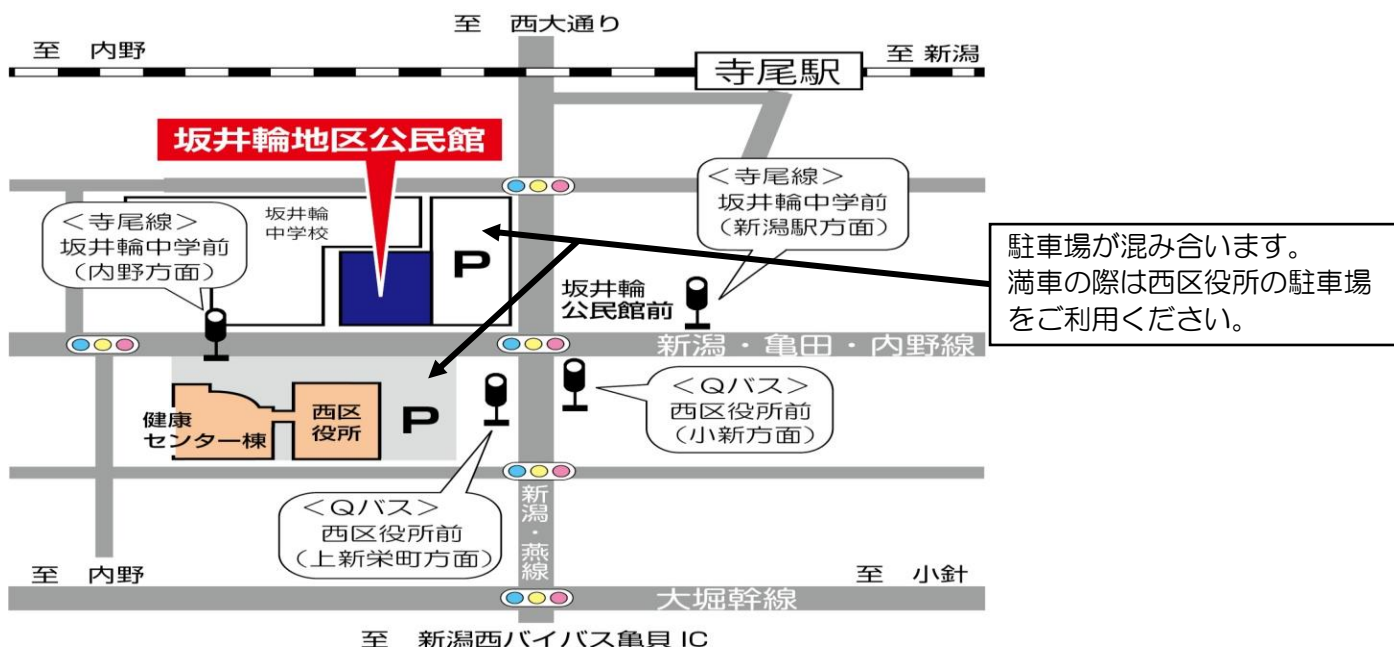 至 西大通り
至 内野
寺尾駅
至 新潟
坂井輪地区公民館
＜寺尾線＞
坂井輪中学前
（新潟駅方面）
坂井輪
中学校
＜寺尾線＞
坂井輪中学前
（内野方面）
P
駐車場が混み合います。
満車の際は西区役所の駐車場
をご利用ください。
坂井輪
公民館前
新潟・亀田・内野線
健康
センター棟
西区
役所
P
＜Qバス＞
西区役所前
（小新方面）
＜Qバス＞
西区役所前
（上新栄町方面）
新潟・燕線
至 内野
至 小針
大堀幹線
至 新潟西バイパス亀貝IC